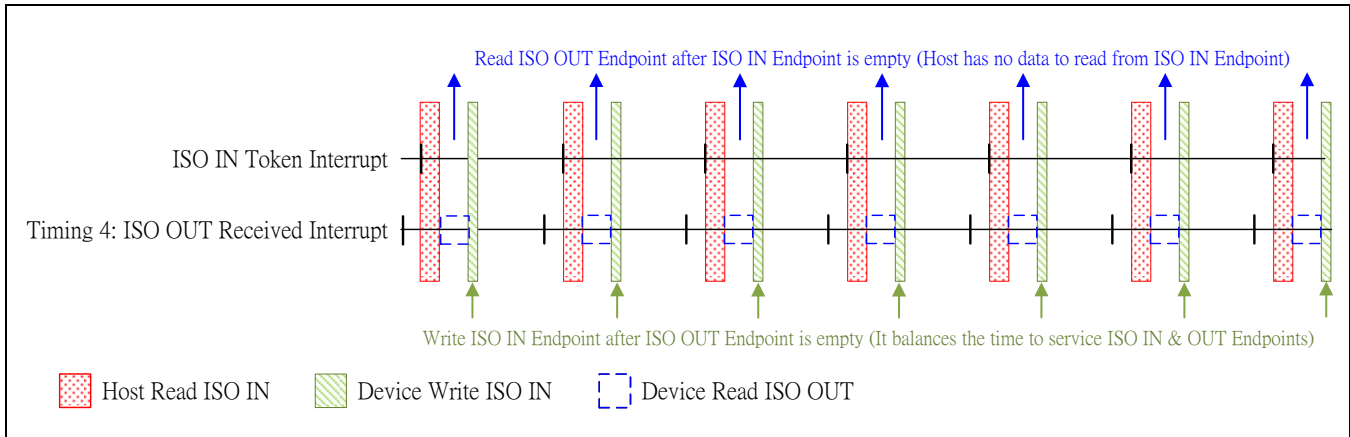 Read ISO OUT Endpoint after ISO IN Endpoint is empty (Host has no data to read from ISO IN Endpoint)
ISO IN Token Interrupt
Timing 4: ISO OUT Received Interrupt
Write ISO IN Endpoint after ISO OUT Endpoint is empty (It balances the time to service ISO IN & OUT Endpoints)
Host Read ISO IN
Device Write ISO IN
Device Read ISO OUT